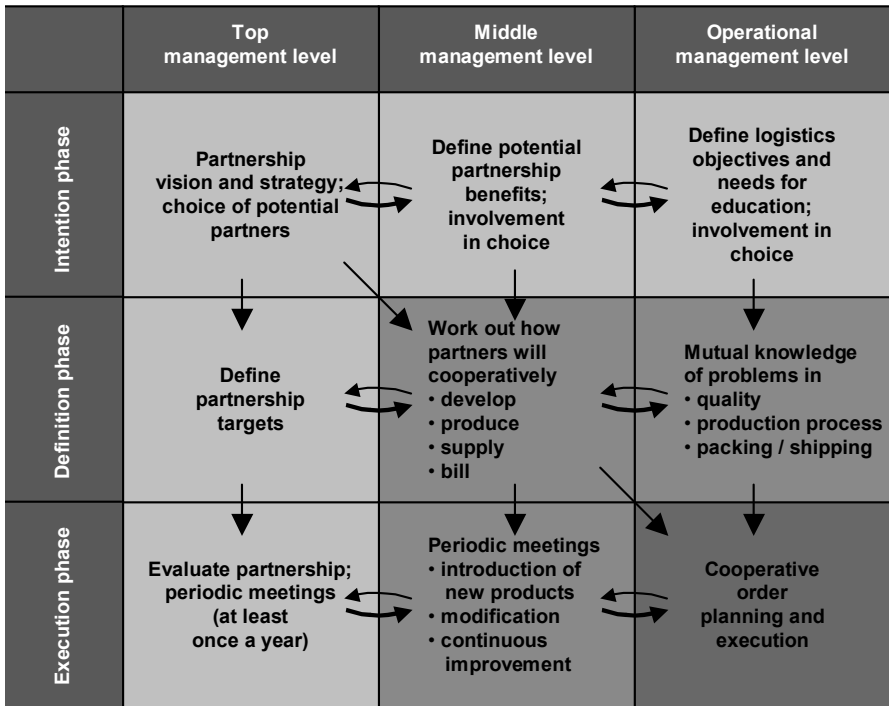 Top
management level
Middle
management level
Operational
management level
Intention phase
Partnership
vision and strategy;
choice of potential
partners
Define potential
partnership
benefits;
involvement
in choice
Define logistics
objectives and
needs for
education;
involvement in
choice
Definition phase
Define
partnership
targets
Work out how
partners will
cooperatively
• develop
• produce
• supply
• bill
Mutual knowledge
of problems in
• quality
• production process
• packing / shipping
Execution phase
Evaluate partnership;
periodic meetings
(at least
once a year)
Periodic meetings
• introduction of
new products
• modification
• continuous
improvement
Cooperative
order
planning and
execution